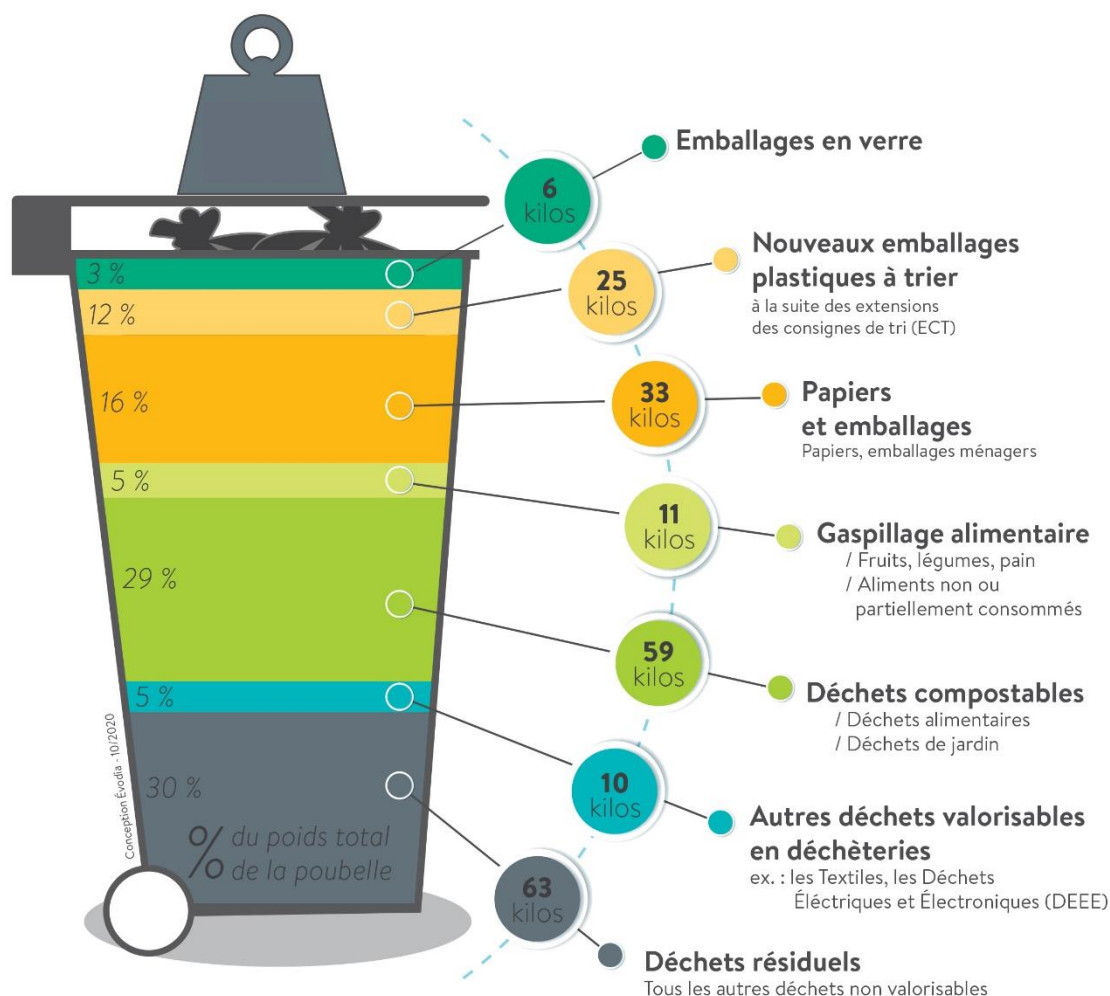 6
kilos
Emballages en verre
3 %
25
kilos
Nouveaux emballages
plastiques à trier
à la suite des extensions
des consignes de tri (ECT)
12 %
33
kilos
Papiers
et emballages
Papiers, emballages ménagers
16 %
11
kilos
Gaspillage alimentaire
/ Fruits, légumes, pain
/ Aliments non ou
partiellement consommés
5 %
59
kilos
Déchets compostables
/ Déchets alimentaires
/ Déchets de jardin
29 %
10
kilos
Autres déchets valorisables
en déchèteries
ex. : les Textiles, les Déchets
Éléctriques et Électroniques (DEEE)
5 %
63
kilos
Déchets résiduels
Tous les autres déchets non valorisables
30 %
% du poids total
de la poubelle
Conception Évodia - 10/2020